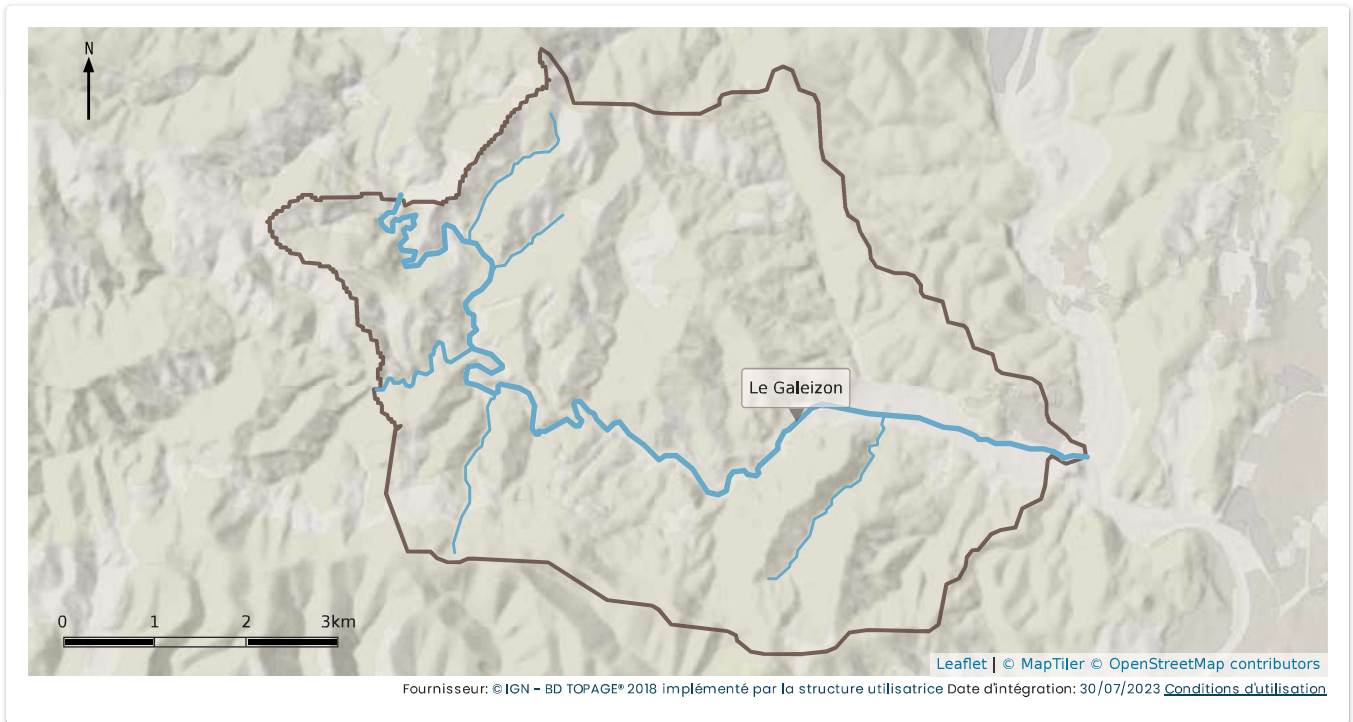 N
Le Galeizon
0 1 2 3km
Leaflet | © MapTiler © OpenStreetMap contributors
Fournisseur: © IGN - BD TOPAGE® 2018 implémenté par la structure utilisatrice Date d'intégration: 30/07/2023 Conditions d'utilisation